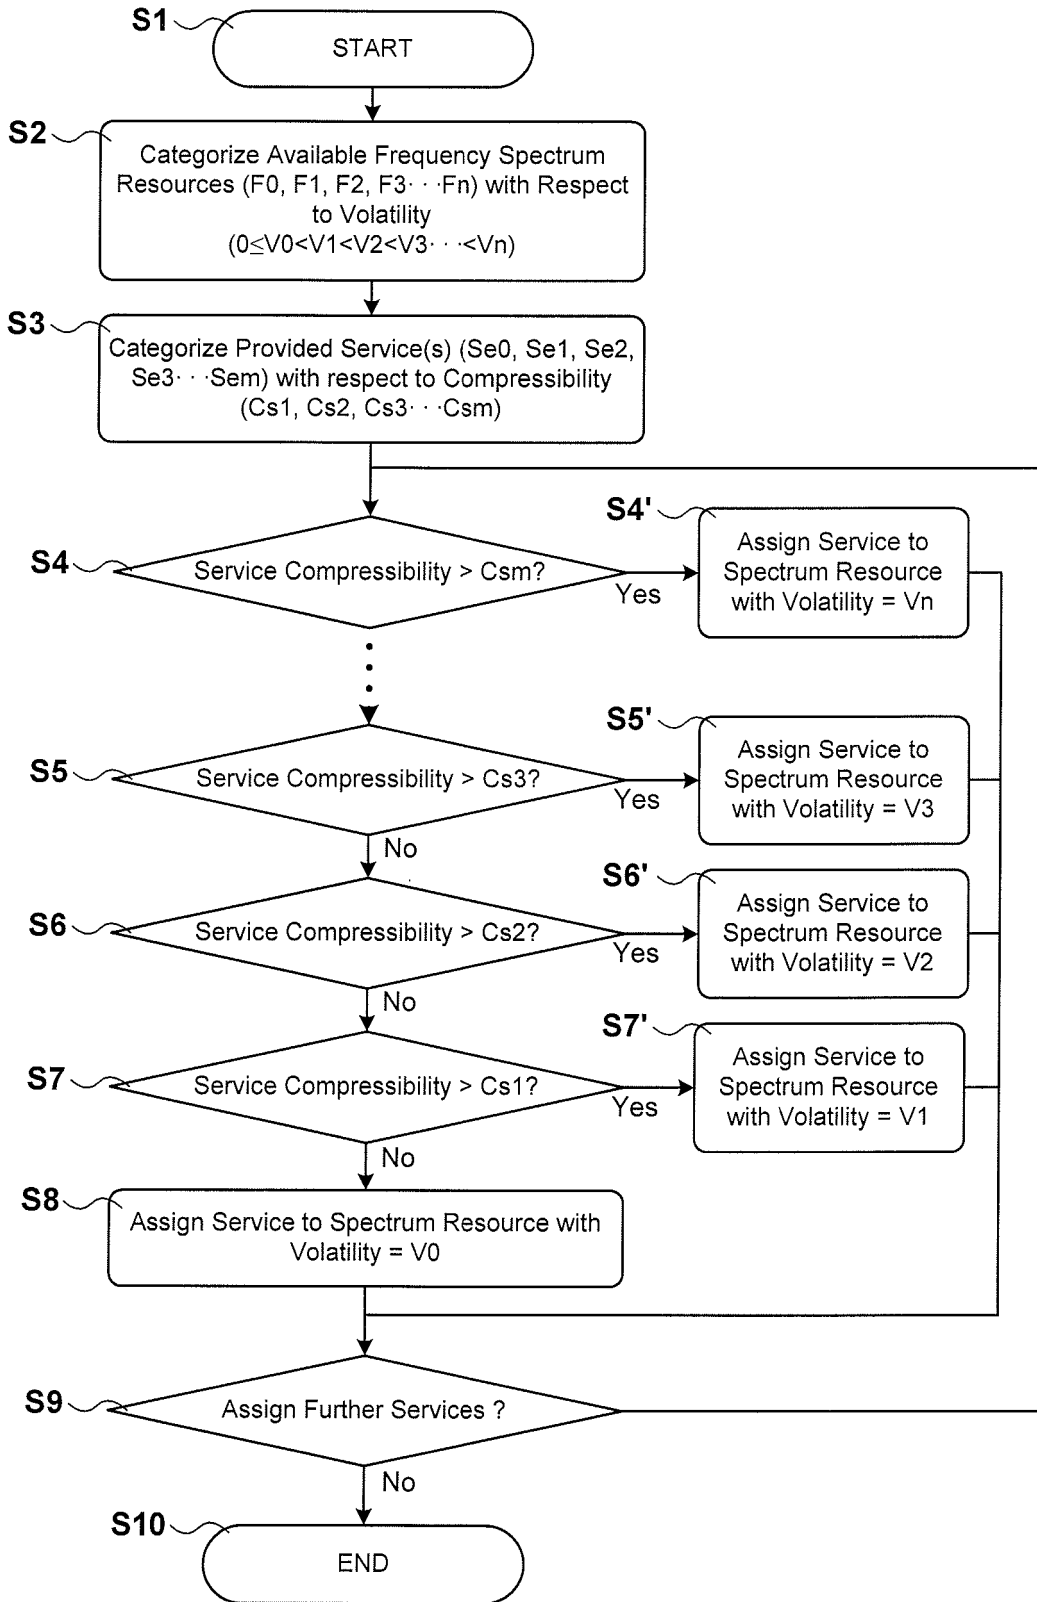 S1
START
S2
Categorize Available Frequency Spectrum
Resources (F0, F1, F2, F3· · ·Fn) with Respect
to Volatility
(0≤V0<V1<V2<V3· · ·<Vn)
S3
Categorize Provided Service(s) (Se0, Se1, Se2,
Se3· · ·Sem) with respect to Compressibility
(Cs1, Cs2, Cs3· · ·Csm)
S4
Service Compressibility > Csm?
Yes
S4'
Assign Service to
Spectrum Resource
with Volatility = Vn
S5
Service Compressibility > Cs3?
Yes
S5'
Assign Service to
Spectrum Resource
with Volatility = V3
No
S6
Service Compressibility > Cs2?
Yes
S6'
Assign Service to
Spectrum Resource
with Volatility = V2
No
S7
Service Compressibility > Cs1?
Yes
S7'
Assign Service to
Spectrum Resource
with Volatility = V1
No
S8
Assign Service to Spectrum Resource with
Volatility = V0
S9
Assign Further Services ?
No
S10
END